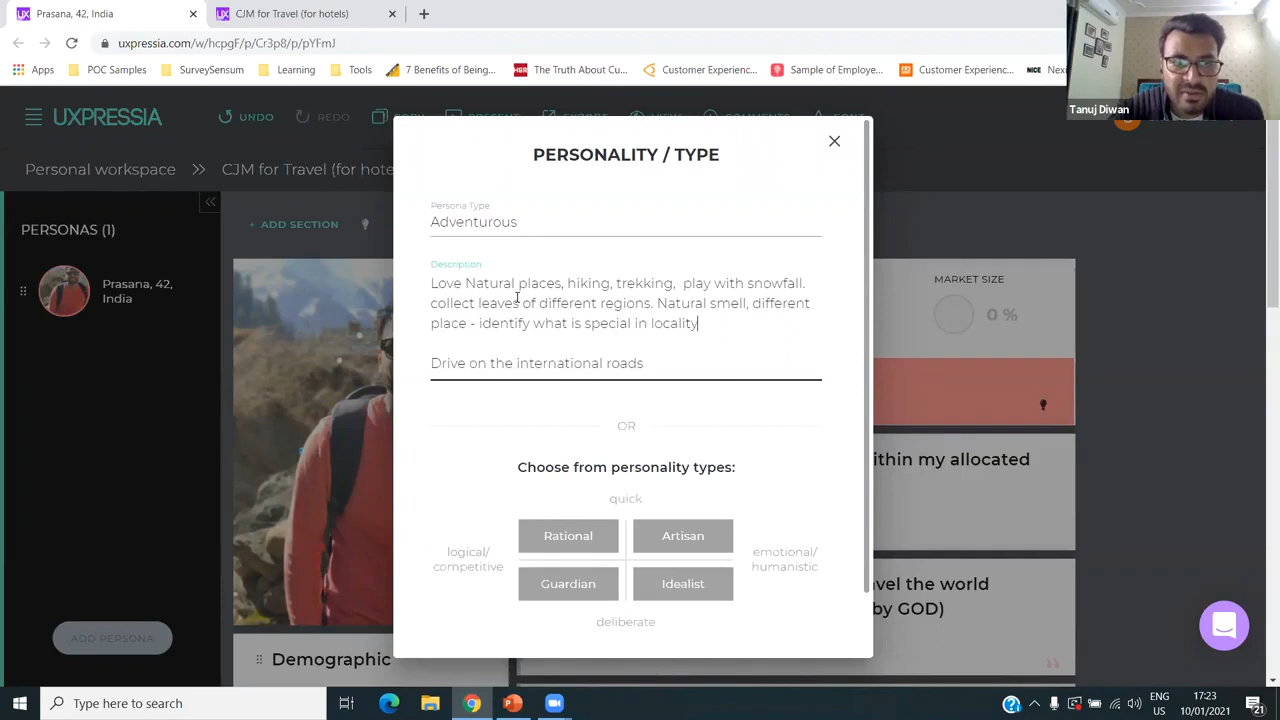 Prasana, 42, India.
CJM for Travel (for hotels)
uxpressia.com/w/hcpgF/p/Cr3p8/p/pYFmJ
Apps
POC Samples
SurveySensum
Learning
Tools
7 Benefits of Being...
The Truth About Cu...
Customer Experienc...
Sample of Employe...
Customer Experienc...
NICE
Tanuj Diwan
UXPRESSIA
UNDO
REDO
Personal workspace
CJM for Travel (for
PERSONALITY / TYPE
Persona Type
Adventurous
+ ADD SECTION
PERSONAS (1)
Description
Love Natural places, hiking, trekking, play with snowfall.
collect leaves of different regions. Natural smell, different
place - identify what is special in locality
Drive on the international roads
Prasana, 42,
India
MARKET SIZE
0 %
OR
Choose from personality types:
quick
Rational
Artisan
logical/
competitive
emotional/
humanistic
Guardian
Idealist
deliberate
within my allocated
the world
by GOD)
ADD PERSONA
Demographic
Type here to search
ENG
US
17:23
10/01/2021
21